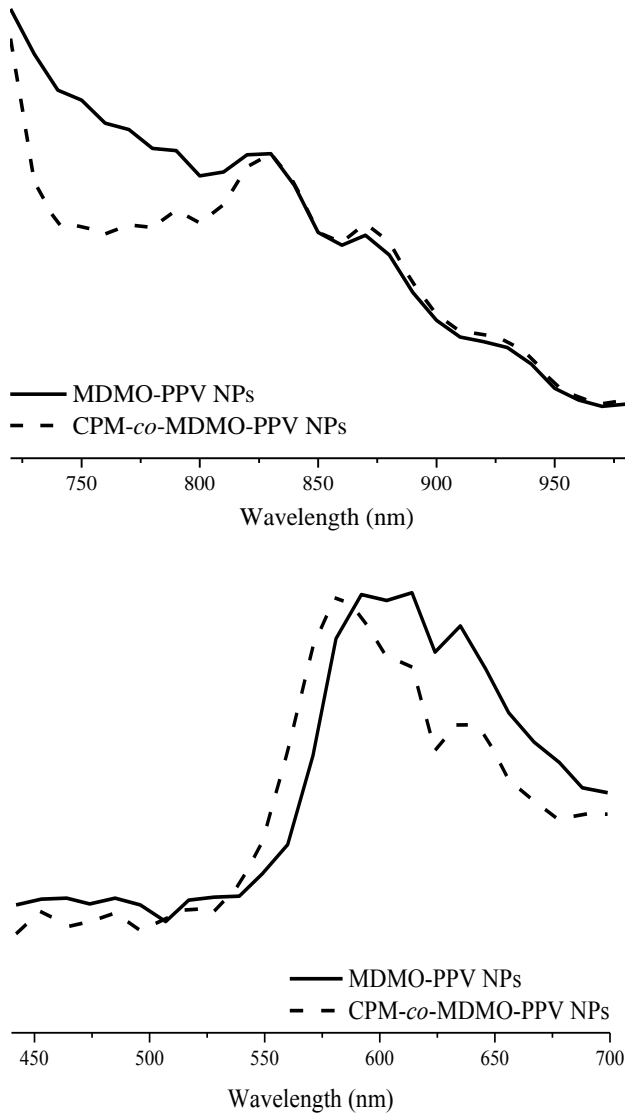 MDMO-PPV NPs
CPM-co-MDMO-PPV NPs
750 800 850 900 950
Wavelength (nm)
MDMO-PPV NPs
CPM-co-MDMO-PPV NPs
450 500 550 600 650 700
Wavelength (nm)